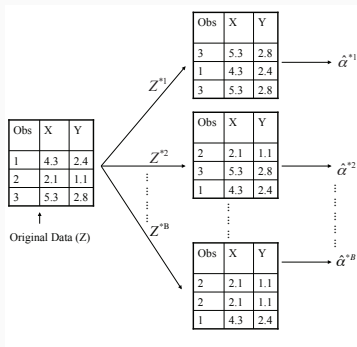 Obs X Y
1 4.3 2.4
2 2.1 1.1
3 5.3 2.8
Original Data (Z)
Z*1
Z*2
Z*B
Obs X Y
3 5.3 2.8
1 4.3 2.4
3 5.3 2.8
Obs X Y
2 2.1 1.1
3 5.3 2.8
1 4.3 2.4
Obs X Y
2 2.1 1.1
2 2.1 1.1
1 4.3 2.4
α̂*1
α̂*2
α̂*B